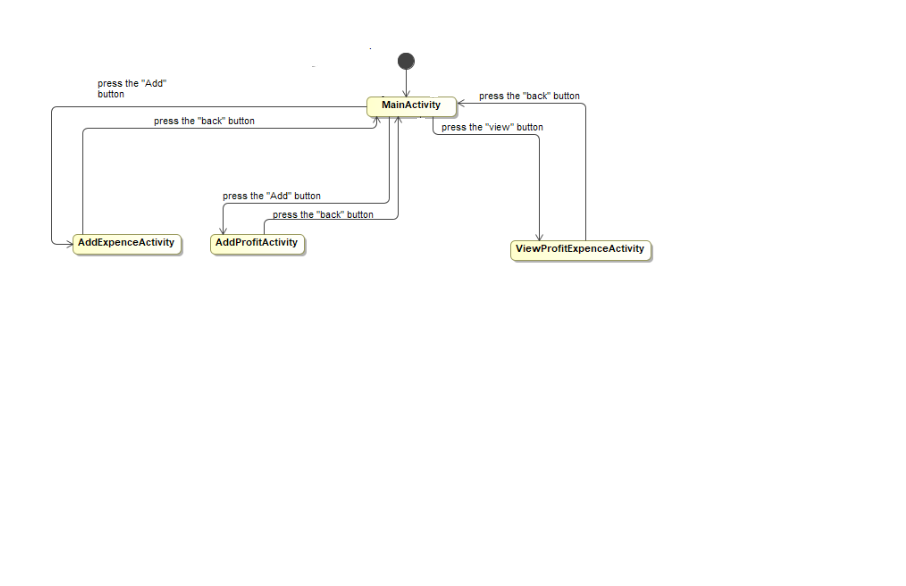 press the "Add"
button
MainActivity
press the "back" button
press the "back" button
press the "view" button
press the "Add" button
press the "back" button
AddExpenceActivity
AddProfitActivity
ViewProfitExpenceActivity